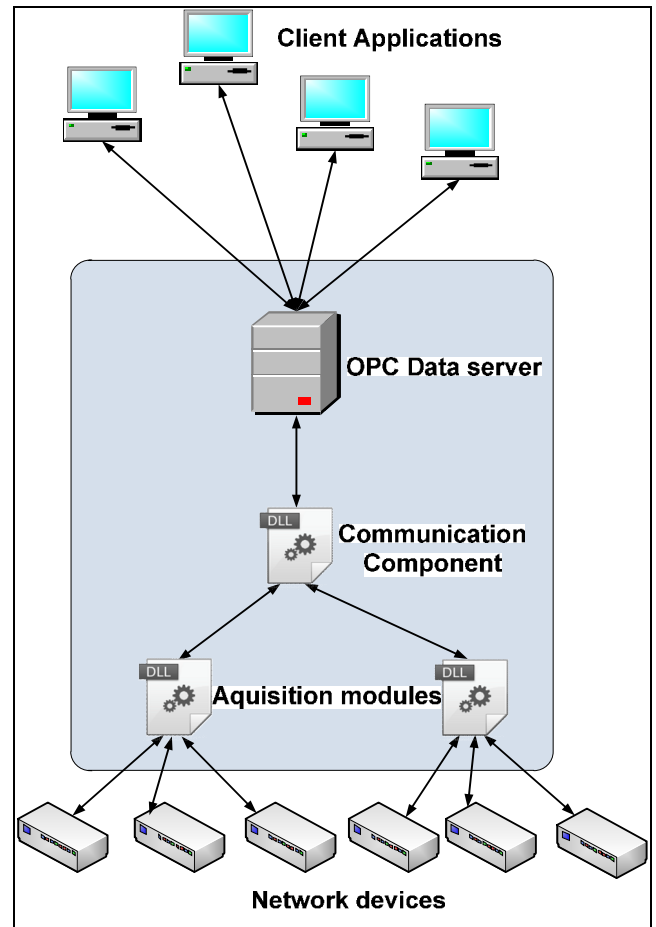 Client Applications
OPC Data server
DLL
Communication
Component
DLL
Aquisition modules
DLL
Network devices